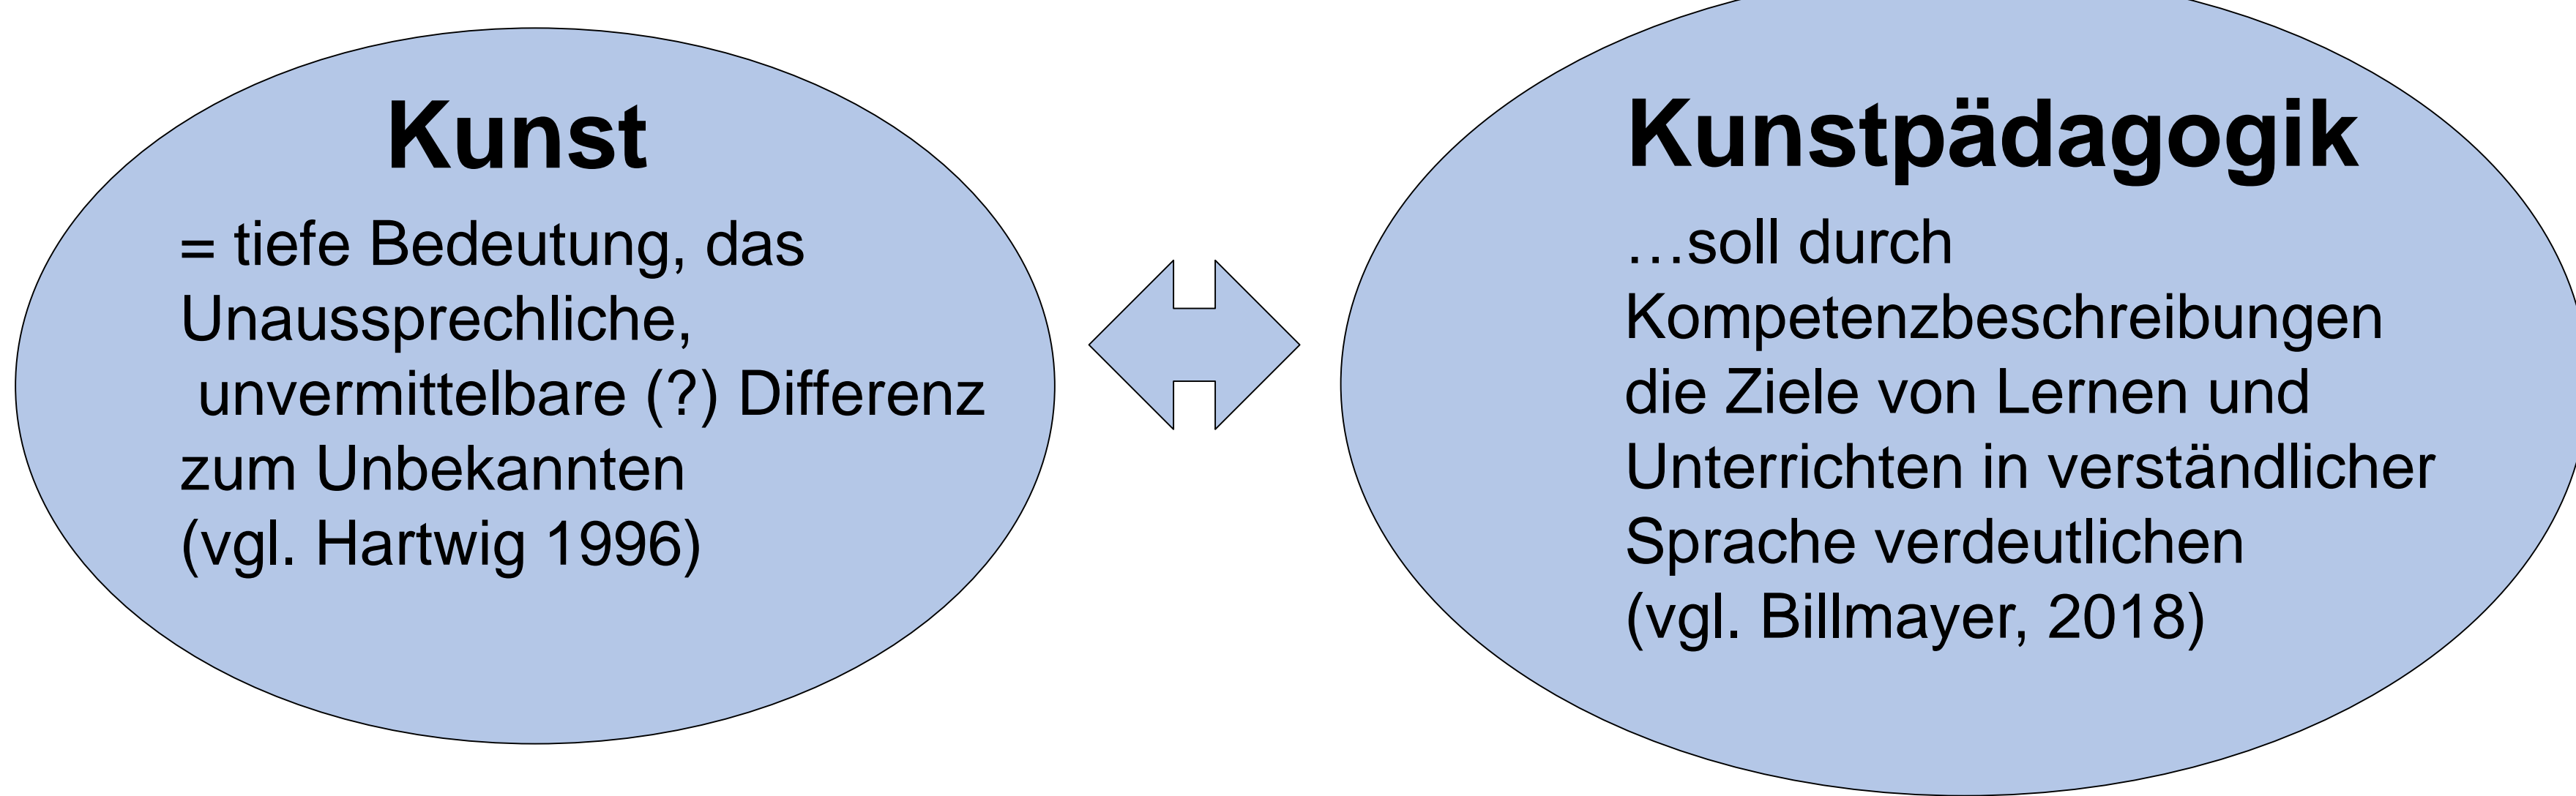 Kunst
= tiefe Bedeutung, das
Unaussprechliche,
unvermittelbare (?) Differenz
zum Unbekannten
(vgl. Hartwig 1996)
Kunstpädagogik
…soll durch
Kompetenzbeschreibungen
die Ziele von Lernen und
Unterrichten in verständlicher
Sprache verdeutlichen
(vgl. Billmayer, 2018)